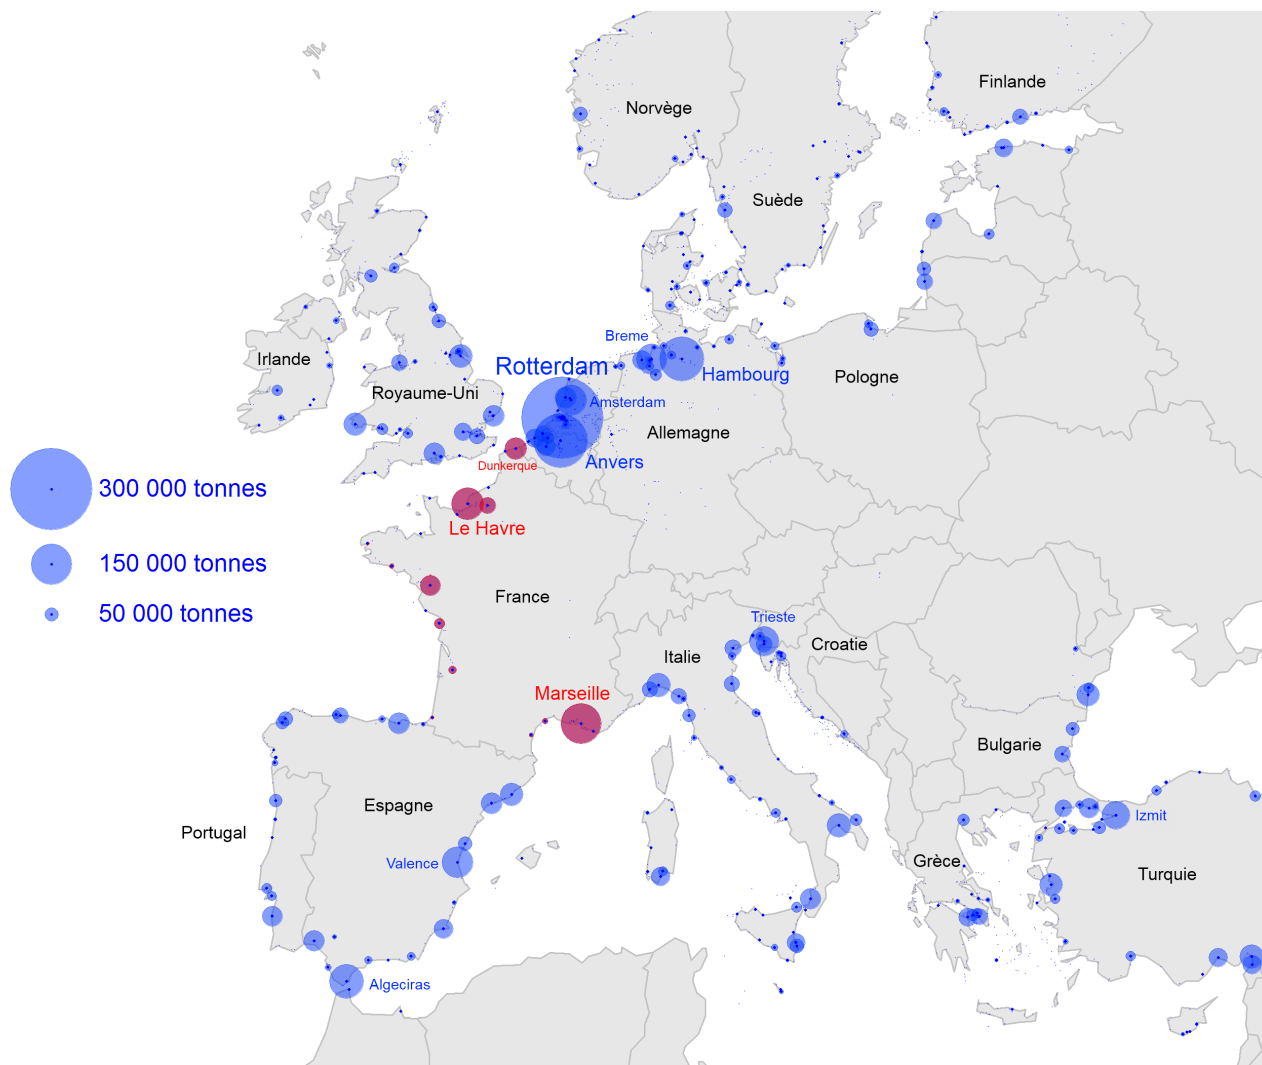 Finlande
Norvège
Suède
Breme
Irlande
Rotterdam
Hambourg
Pologne
Royaume-Uni
Amsterdam
Allemagne
Anvers
Dunkerque
300 000 tonnes
Le Havre
150 000 tonnes
France
50 000 tonnes
Trieste
Croatie
Italie
Marseille
Bulgarie
Espagne
Izmit
Portugal
Valence
Grèce
Turquie
Algeciras